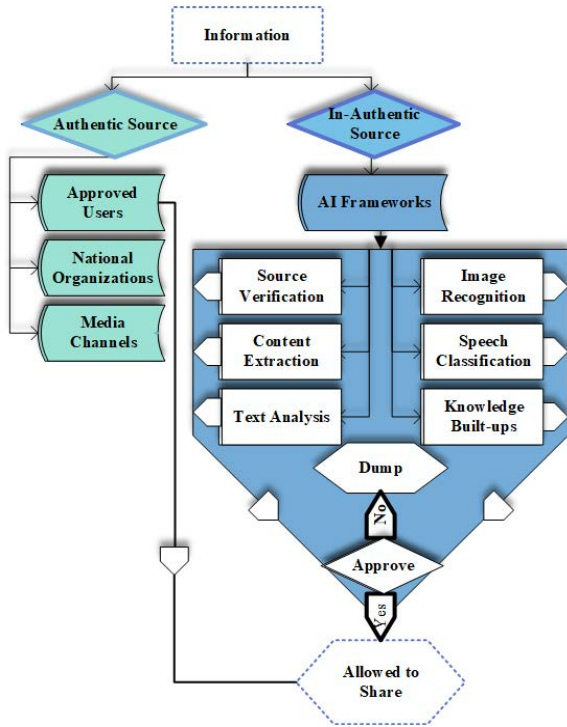 Information
Authentic Source
In-Authentic
Source
Approved
Users
AI Frameworks
National
Organizations
Source
Verification
Image
Recognition
Media
Channels
Content
Extraction
Speech
Classification
Text Analysis
Knowledge
Built-ups
Dump
No
Approve
Yes
Allowed to
Share